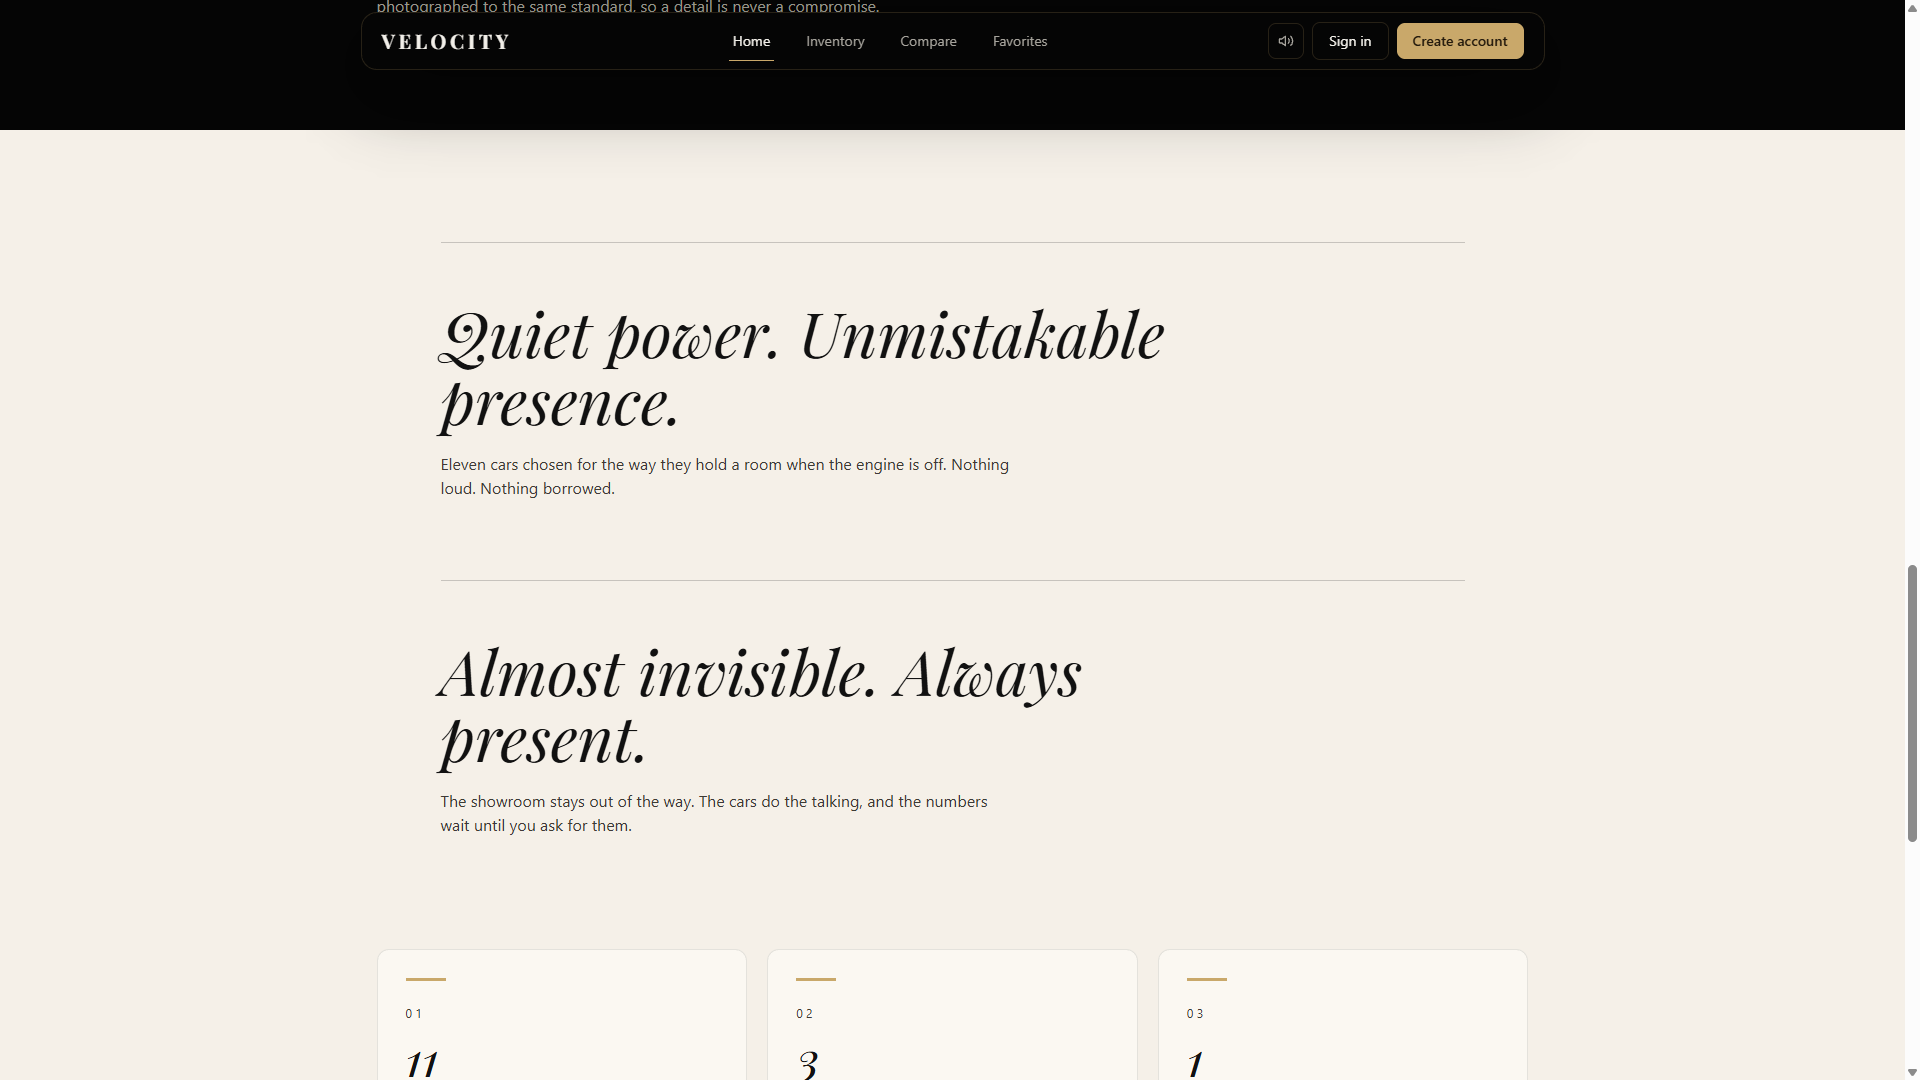 photographed to the same standard, so a detail is never a compromise.
VELOCITY
Home
Inventory
Compare
Favorites
Sign in
Create account
Quiet power. Unmistakable
presence.
Eleven cars chosen for the way they hold a room when the engine is off. Nothing
loud. Nothing borrowed.
Almost invisible. Always
present.
The showroom stays out of the way. The cars do the talking, and the numbers
wait until you ask for them.
01
11
02
3
03
1